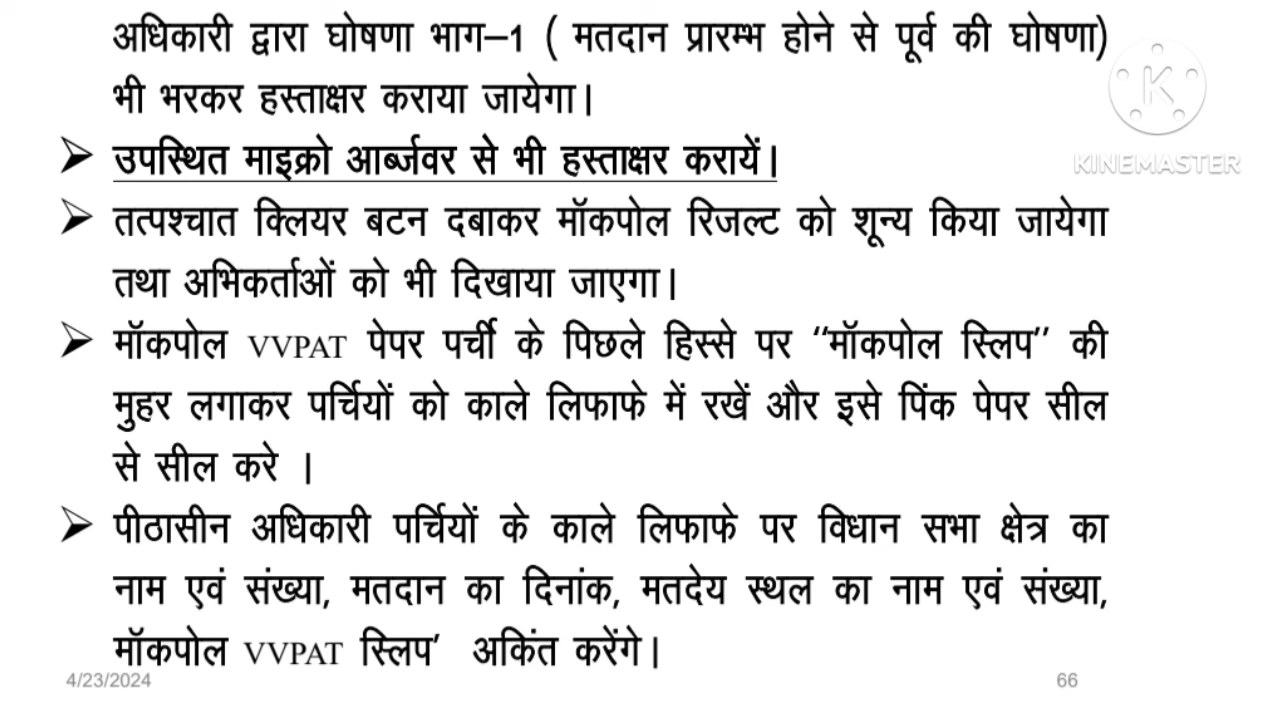 अधिकारी द्वारा घोषणा भाग–1 ( मतदान प्रारम्भ होने से पूर्व की घोषणा)
भी भरकर हस्ताक्षर कराया जायेगा।
➢ उपस्थित माइक्रो आर्ब्जवर से भी हस्ताक्षर करायें।
➢ तत्पश्चात क्लियर बटन दबाकर मॉकपोल रिजल्ट को शून्य किया जायेगा
तथा अभिकर्ताओं को भी दिखाया जाएगा।
➢ मॉकपोल VVPAT पेपर पर्ची के पिछले हिस्से पर “मॉकपोल स्लिप” की
मुहर लगाकर पर्चियों को काले लिफाफे में रखें और इसे पिंक पेपर सील
से सील करे ।
➢ पीठासीन अधिकारी पर्चियों के काले लिफाफे पर विधान सभा क्षेत्र का
नाम एवं संख्या, मतदान का दिनांक, मतदेय स्थल का नाम एवं संख्या,
मॉकपोल VVPAT स्लिप’ अकिंत करेंगे।
4/23/2024
66
K
KINEMASTER